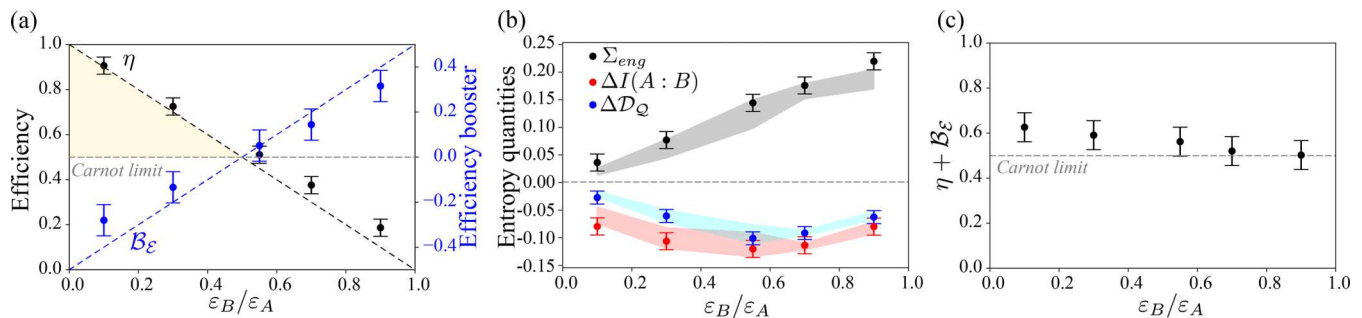 (a)
1.0
0.8
0.6
0.4
0.2
0.0
Efficiency
η
Carnot limit
𝓑_𝓔
0.4
0.2
0.0
−0.2
−0.4
Efficiency booster
0.0 0.2 0.4 0.6 0.8 1.0
ε_B/ε_A
(b)
0.25
0.20
0.15
0.10
0.05
0.00
-0.05
-0.10
-0.15
Entropy quantities
Σ_eng
ΔI(A : B)
Δ𝓓_𝓠
0.0 0.2 0.4 0.6 0.8 1.0
ε_B/ε_A
(c)
1.0
0.8
0.6
0.4
0.2
0.0
η + 𝓑_𝓔
Carnot limit
0.0 0.2 0.4 0.6 0.8 1.0
ε_B/ε_A